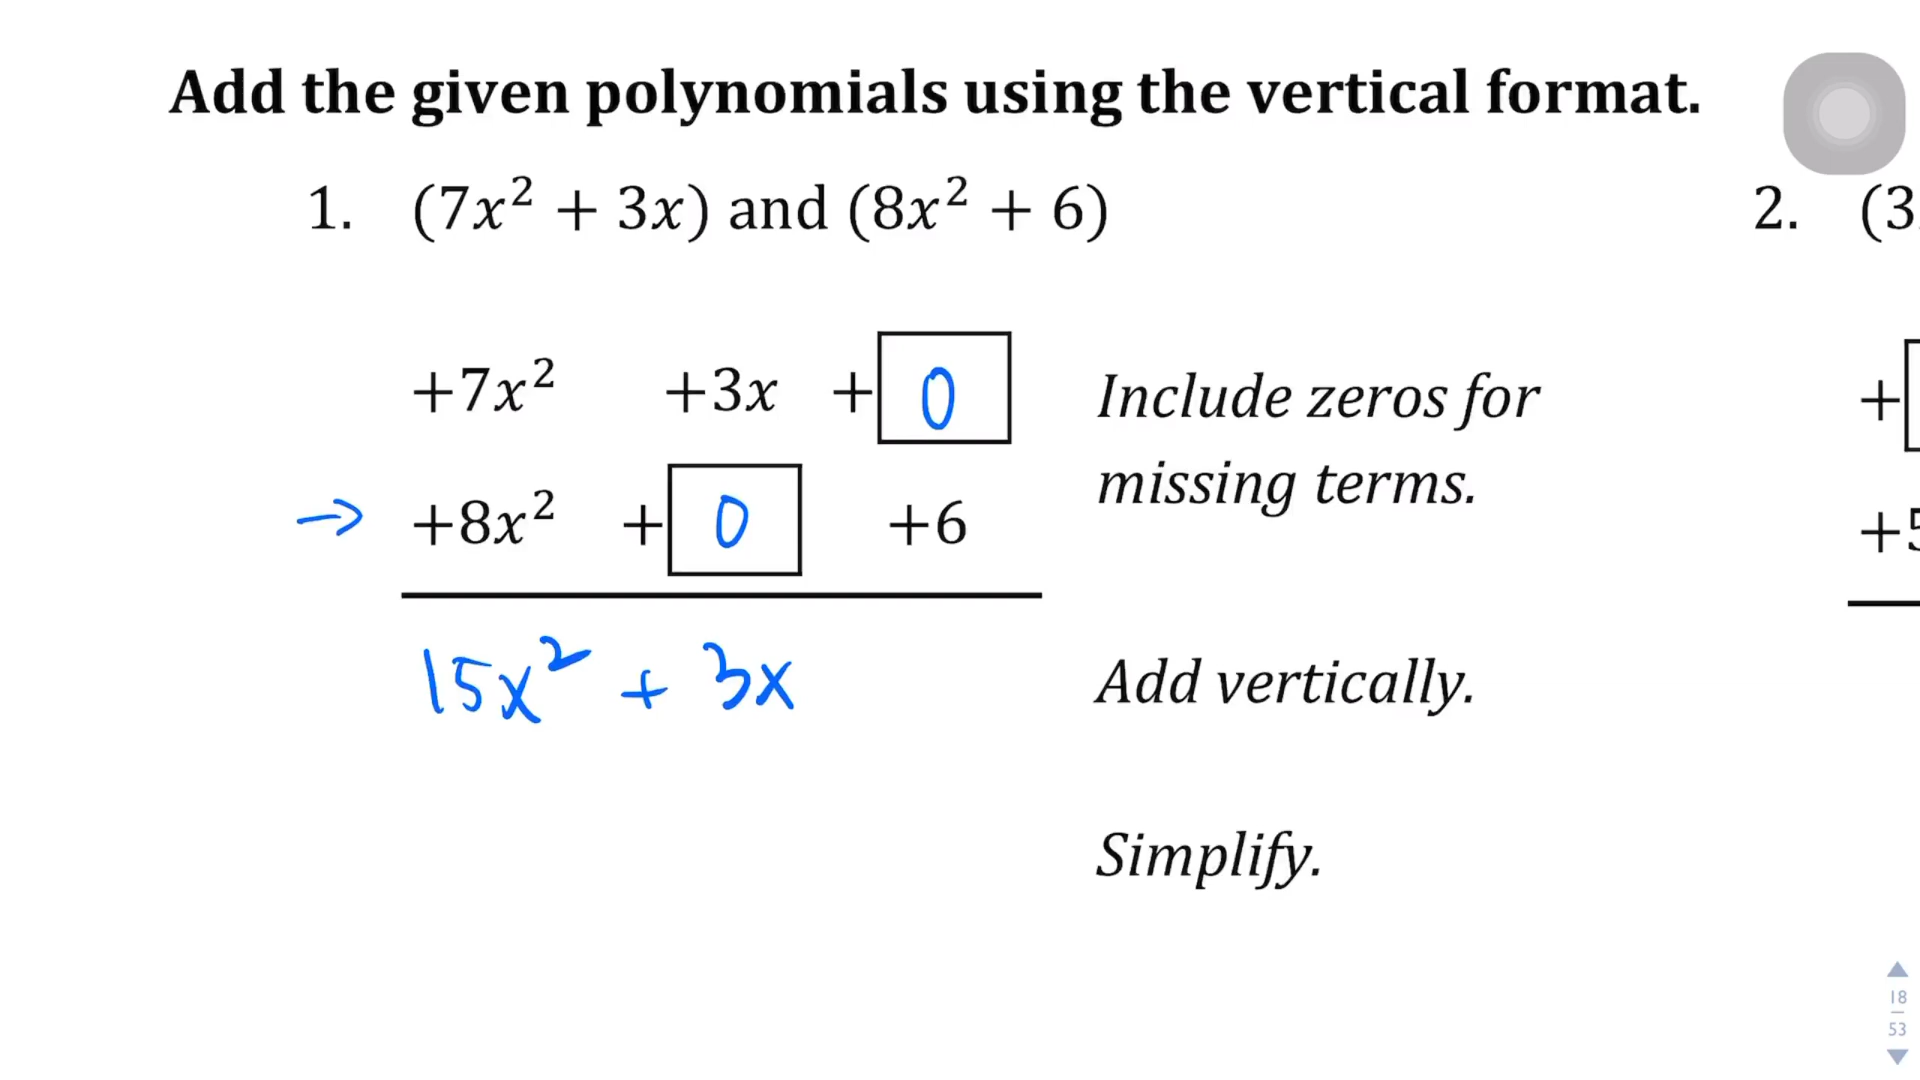 Add the given polynomials using the vertical format.
1. (7x² + 3x) and (8x² + 6)
2. (3
+7x² +3x + 0
Include zeros for
missing terms.
+
→ +8x² + 0 +6
+5
15x² + 3x
Add vertically.
Simplify.
18
53